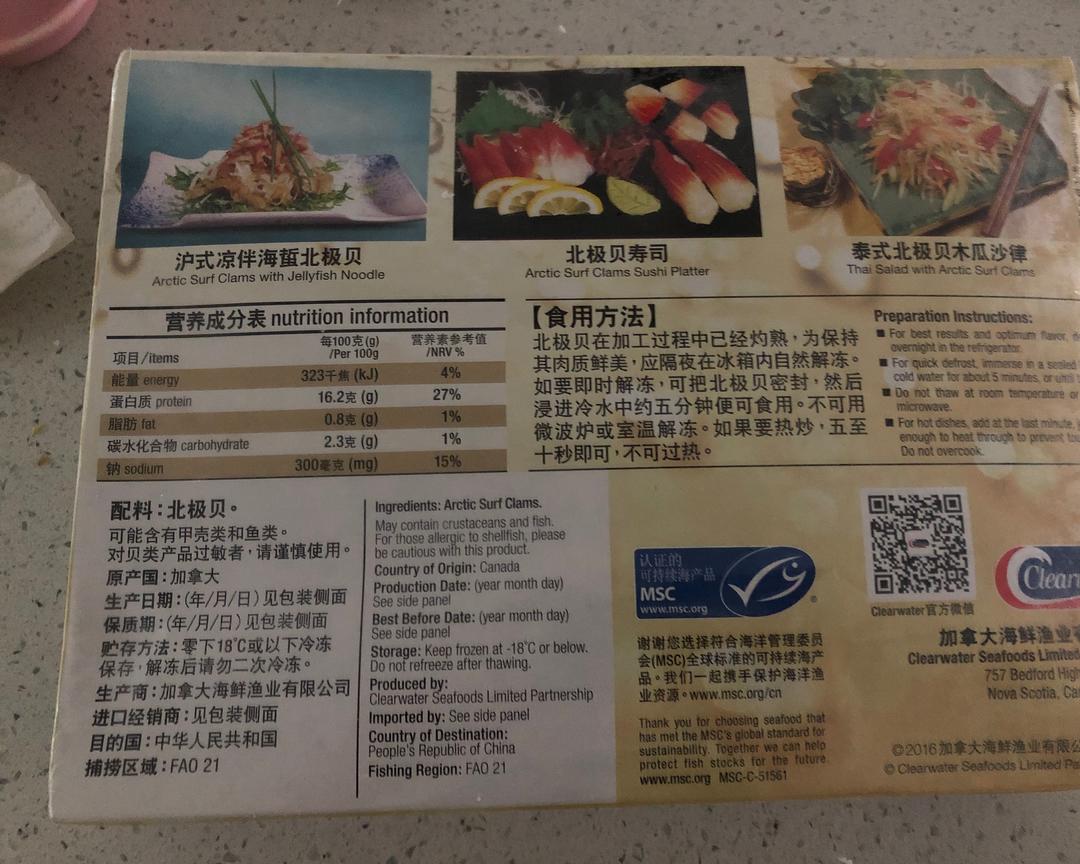 沪式凉伴海蜇北极贝
Arctic Surf Clams with Jellyfish Noodle
北极贝寿司
Arctic Surf Clams Sushi Platter
泰式北极贝木瓜沙律
Thai Salad with Arctic Surf Clams
营养成分表 nutrition information
项目/items 每100克(g)/Per 100g 营养素参考值/NRV %
能量 energy 323千焦 (kJ) 4%
蛋白质 protein 16.2克 (g) 27%
脂肪 fat 0.8克 (g) 1%
碳水化合物 carbohydrate 2.3克 (g) 1%
钠 sodium 300毫克 (mg) 15%
【食用方法】
北极贝在加工过程中已经灼熟,为保持
其肉质鲜美,应隔夜在冰箱内自然解冻。
如要即时解冻,可把北极贝密封,然后
浸进冷水中约五分钟便可食用。不可用
微波炉或室温解冻。如果要热炒,五至
十秒即可,不可过热。
Preparation Instructions:
■ For best results and optimum flavor,
overnight in the refrigerator.
■ For quick defrost, immerse in a sealed
cold water for about 5 minutes, or until
■ Do not thaw at room temperature or
microwave.
■ For hot dishes, add at the last minute,
enough to heat through to prevent
Do not overcook.
配料:北极贝。
可能含有甲壳类和鱼类。
对贝类产品过敏者,请谨慎使用。
原产国:加拿大
生产日期:(年/月/日)见包装侧面
保质期:(年/月/日)见包装侧面
贮存方法:零下18℃或以下冷冻
保存,解冻后请勿二次冷冻。
生产商:加拿大海鲜渔业有限公司
进口经销商:见包装侧面
目的国:中华人民共和国
捕捞区域:FAO 21
Ingredients: Arctic Surf Clams.
May contain crustaceans and fish.
For those allergic to shellfish, please
be cautious with this product.
Country of Origin: Canada
Production Date: (year month day)
See side panel
Best Before Date: (year month day)
See side panel
Storage: Keep frozen at -18°C or below.
Do not refreeze after thawing.
Produced by:
Clearwater Seafoods Limited Partnership
Imported by: See side panel
Country of Destination:
People's Republic of China
Fishing Region: FAO 21
认证的
可持续海产品
MSC
www.msc.org
®
谢谢您选择符合海洋管理委员
会(MSC)全球标准的可持续海产
品。我们一起携手保护海洋渔
业资源。www.msc.org/cn
Thank you for choosing seafood that
has met the MSC's global standard for
sustainability. Together we can help
protect fish stocks for the future.
www.msc.org MSC-C-51561
Clearwater官方微信
Clear
加拿大海鲜渔业有
Clearwater Seafoods Limited
757 Bedford High
Nova Scotia, Ca
©2016加拿大海鲜渔业有限公
© Clearwater Seafoods Limited Pa